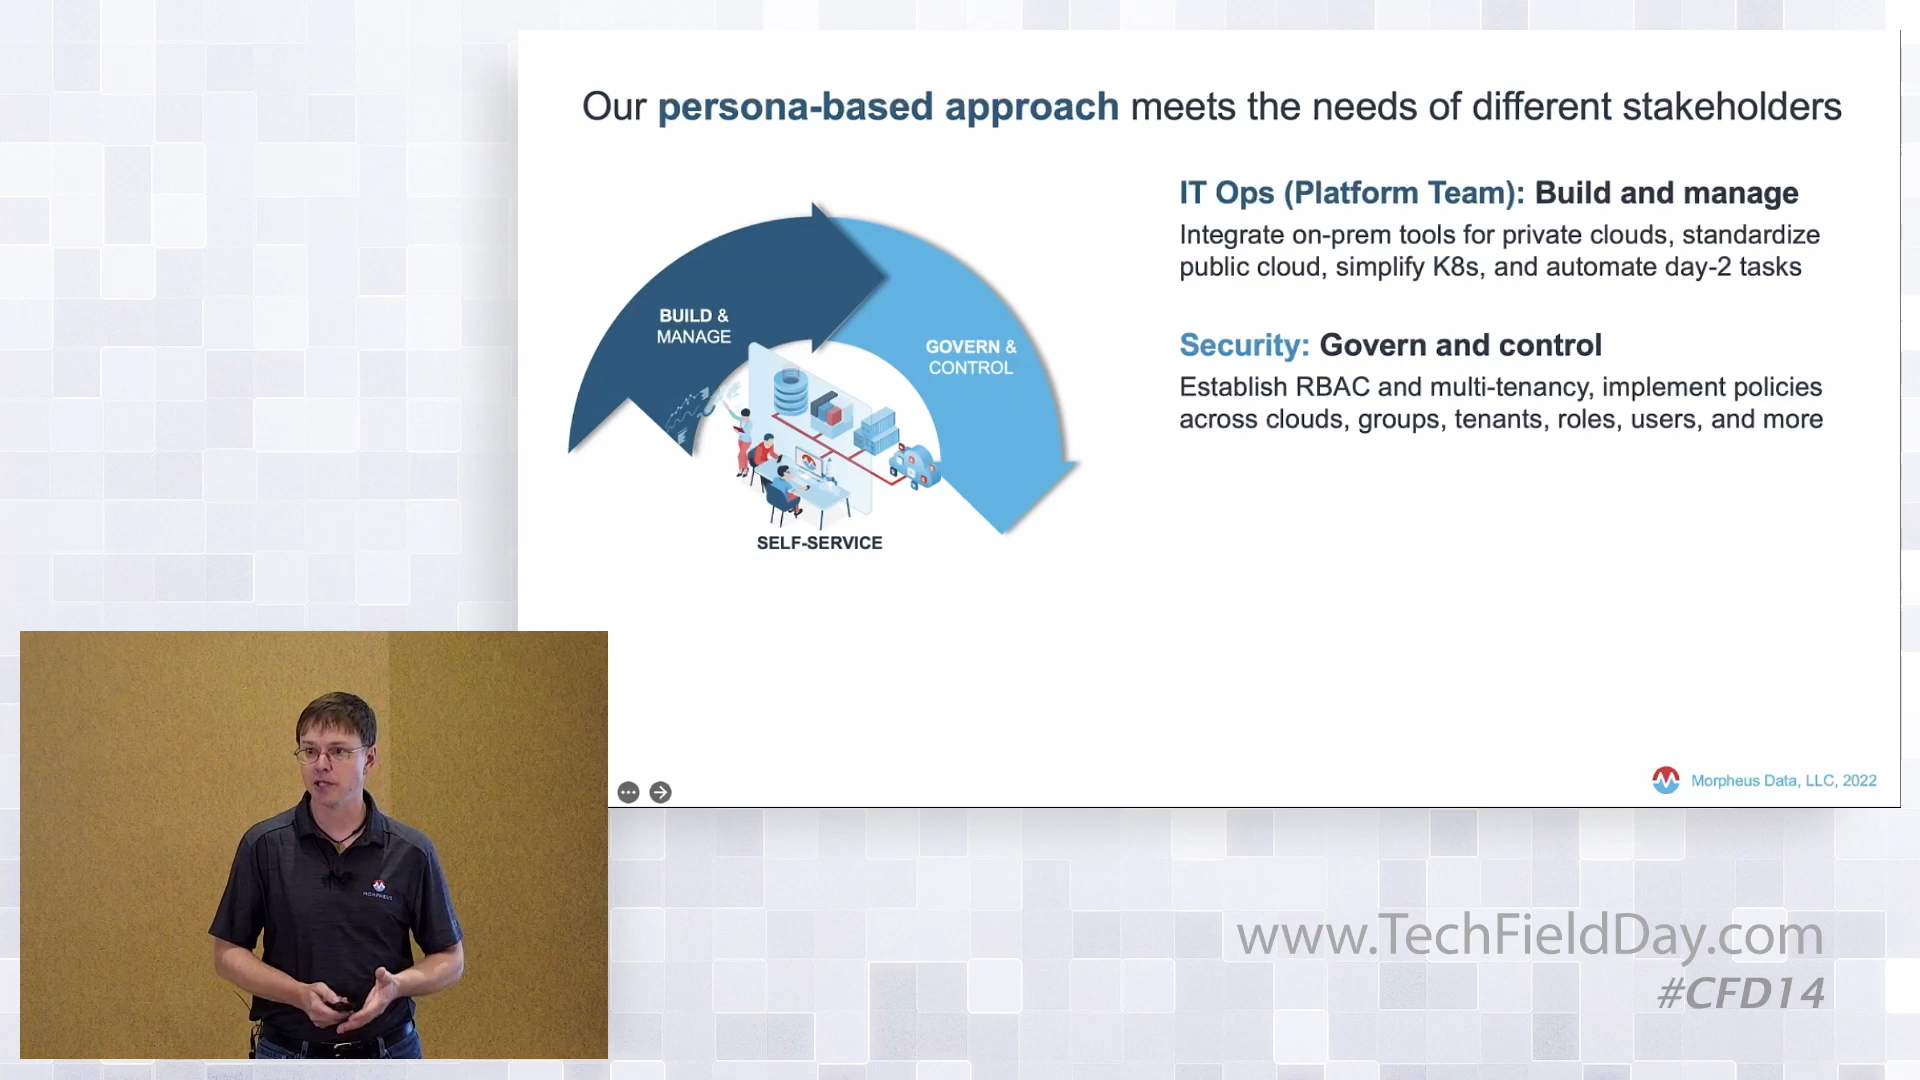 Our persona-based approach meets the needs of different stakeholders
IT Ops (Platform Team): Build and manage
Integrate on-prem tools for private clouds, standardize
public cloud, simplify K8s, and automate day-2 tasks
Security: Govern and control
Establish RBAC and multi-tenancy, implement policies
across clouds, groups, tenants, roles, users, and more
BUILD &
MANAGE
GOVERN &
CONTROL
SELF-SERVICE
Morpheus Data, LLC, 2022
MORPHEUS
www.TechFieldDay.com
#CFD14